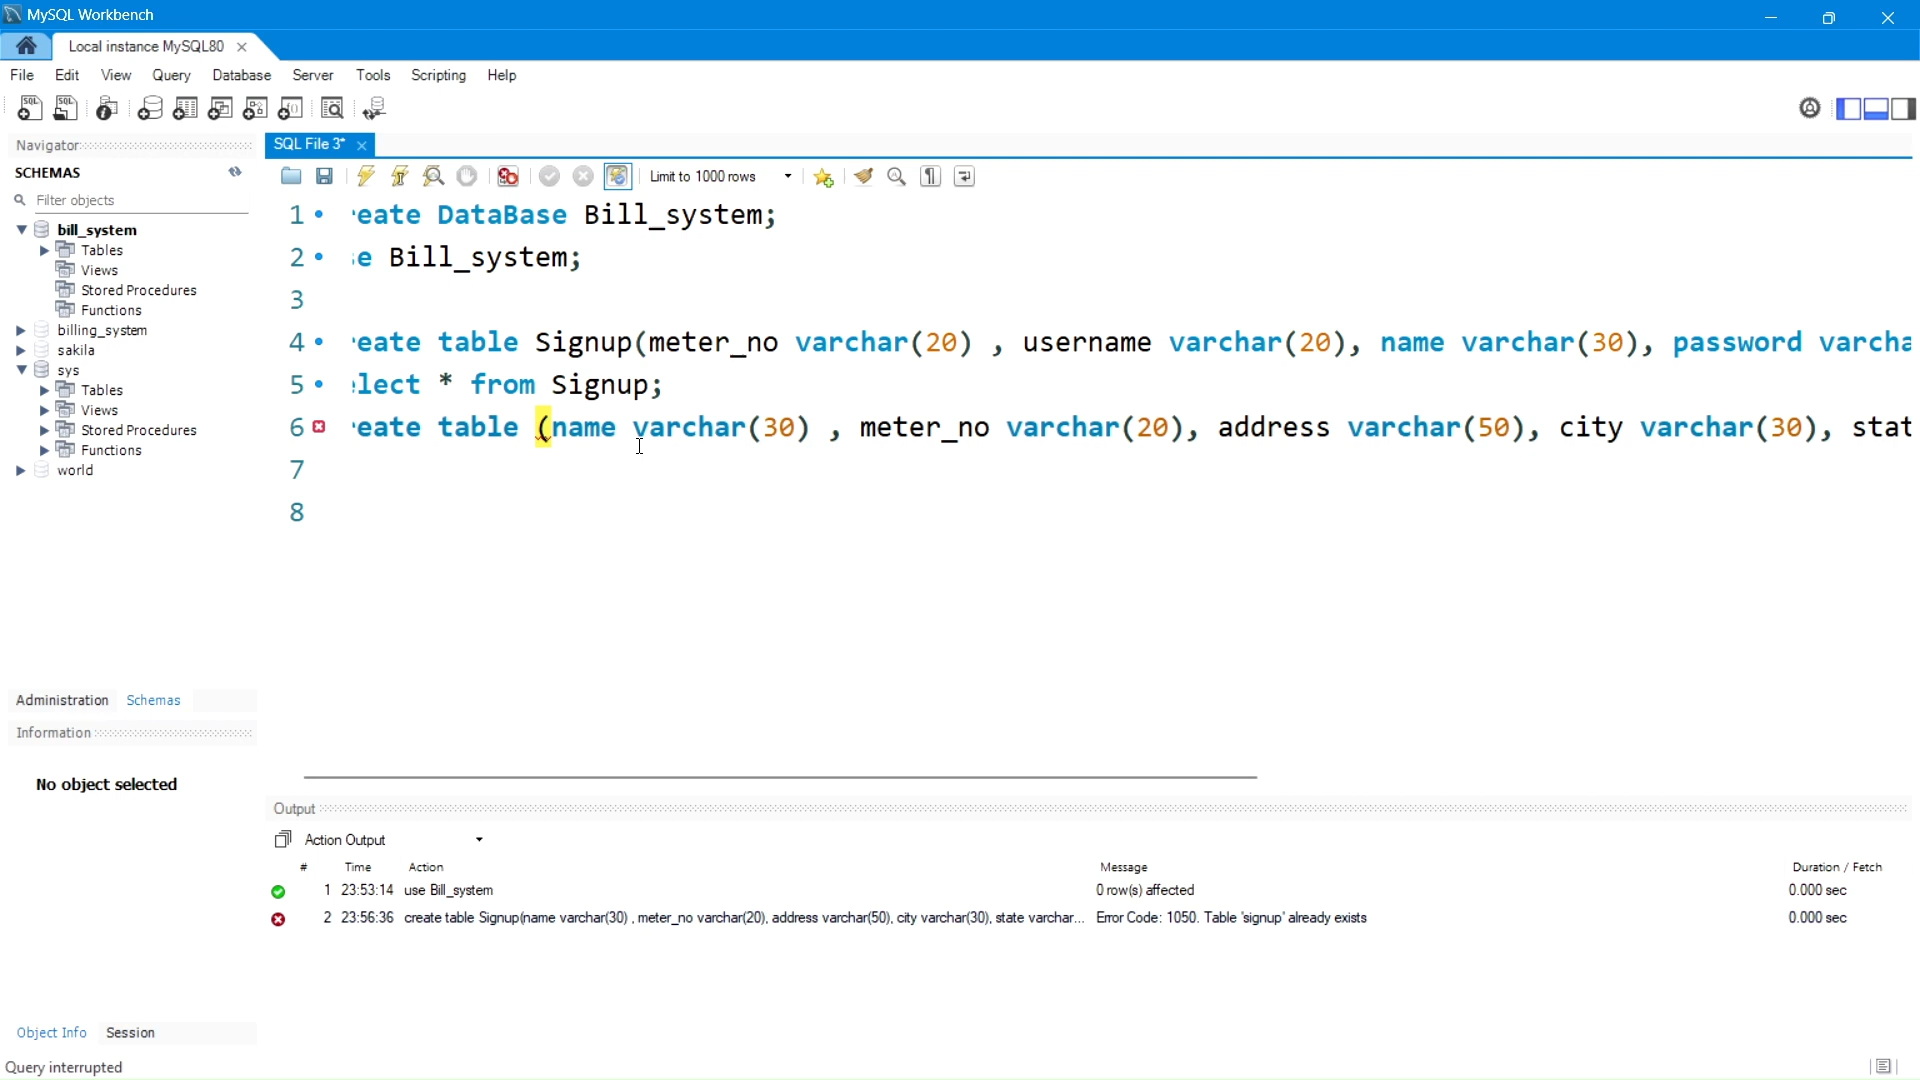 MySQL Workbench
Local instance MySQL80
File Edit View Query Database Server Tools Scripting Help
Navigator
SCHEMAS
Filter objects
bill_system
Tables
Views
Stored Procedures
Functions
billing_system
sakila
sys
Tables
Views
Stored Procedures
Functions
world
Administration Schemas
Information
No object selected
Object Info Session
Query interrupted
SQL File 3*
Limit to 1000 rows
1 reate DataBase Bill_system;
2 e Bill_system;
3
4 reate table Signup(meter_no varchar(20) , username varchar(20), name varchar(30), password varcha
5 lect * from Signup;
6 reate table (name varchar(30) , meter_no varchar(20), address varchar(50), city varchar(30), stat
7
8
Output
Action Output
# Time Action Message Duration / Fetch
1 23:53:14 use Bill_system 0 row(s) affected 0.000 sec
2 23:56:36 create table Signup(name varchar(30) , meter_no varchar(20), address varchar(50), city varchar(30), state varchar... Error Code: 1050. Table 'signup' already exists 0.000 sec